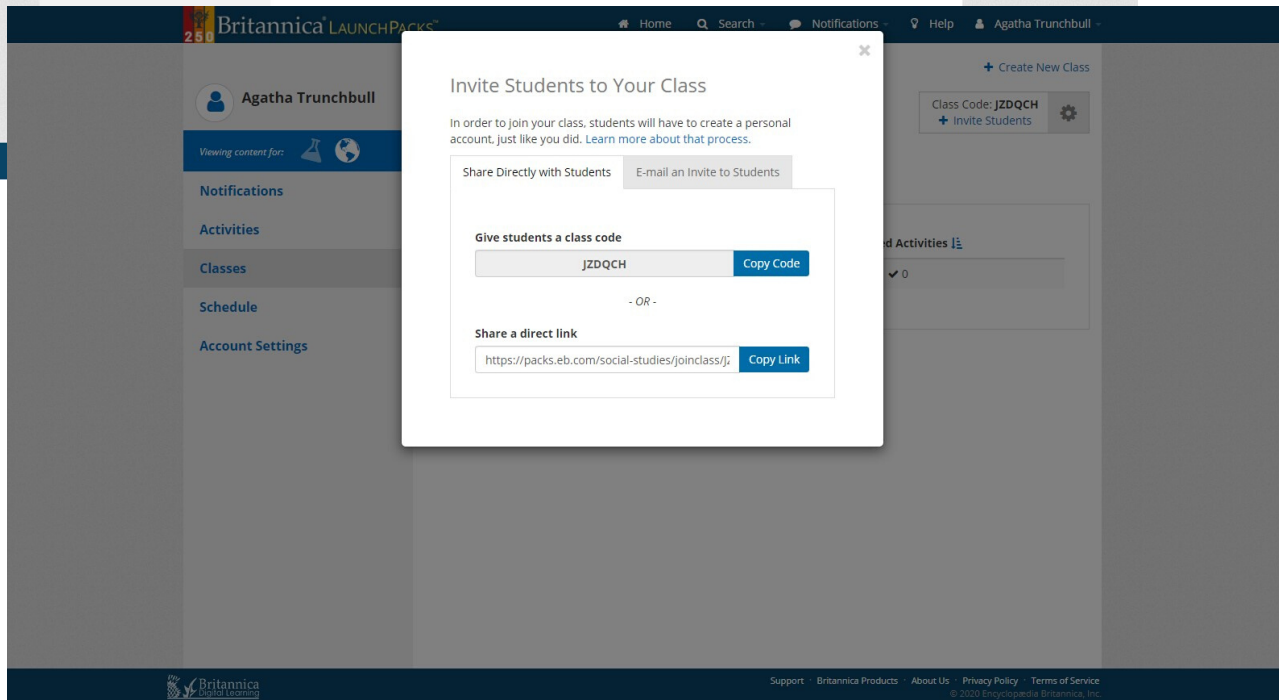 250 Britannica LAUNCHPACKS™ Home Search Notifications Help Agatha Trunchbull
×
+ Create New Class
Invite Students to Your Class
Agatha Trunchbull
Class Code: JZDQCH
+ Invite Students
In order to join your class, students will have to create a personal
account, just like you did. Learn more about that process.
Viewing content for:
Share Directly with Students E-mail an Invite to Students
Notifications
Activities
Classes
Schedule
Account Settings
Give students a class code
JZDQCH Copy Code
- OR -
Share a direct link
https://packs.eb.com/social-studies/joinclass/JZ Copy Link
Activities
0
Britannica
Digital Learning
Support · Britannica Products · About Us · Privacy Policy · Terms of Service
© 2020 Encyclopædia Britannica, Inc.